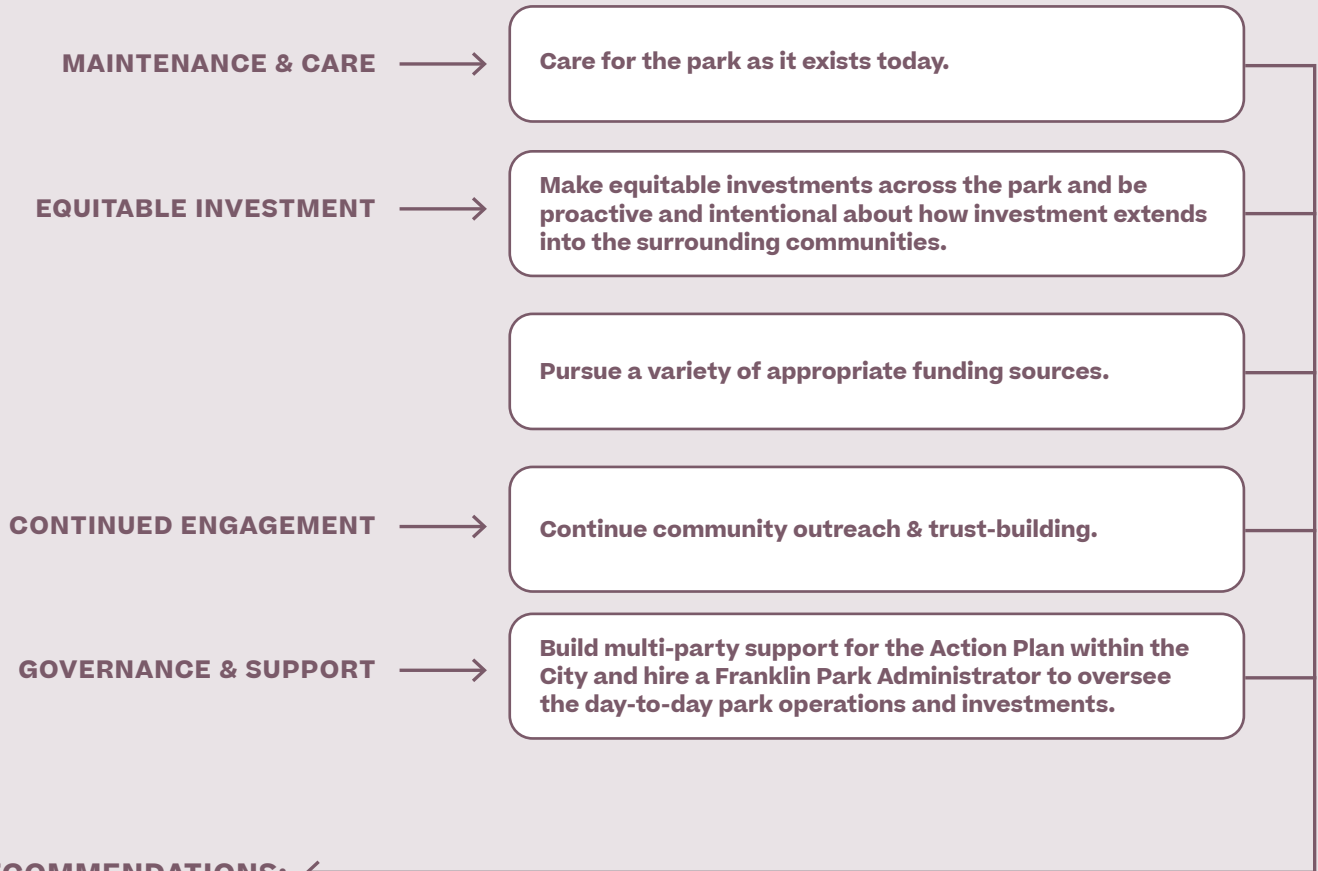 MAINTENANCE & CARE
Care for the park as it exists today.
EQUITABLE INVESTMENT
Make equitable investments across the park and be
proactive and intentional about how investment extends
into the surrounding communities.
Pursue a variety of appropriate funding sources.
CONTINUED ENGAGEMENT
Continue community outreach & trust-building.
GOVERNANCE & SUPPORT
Build multi-party support for the Action Plan within the
City and hire a Franklin Park Administrator to oversee
the day-to-day park operations and investments.